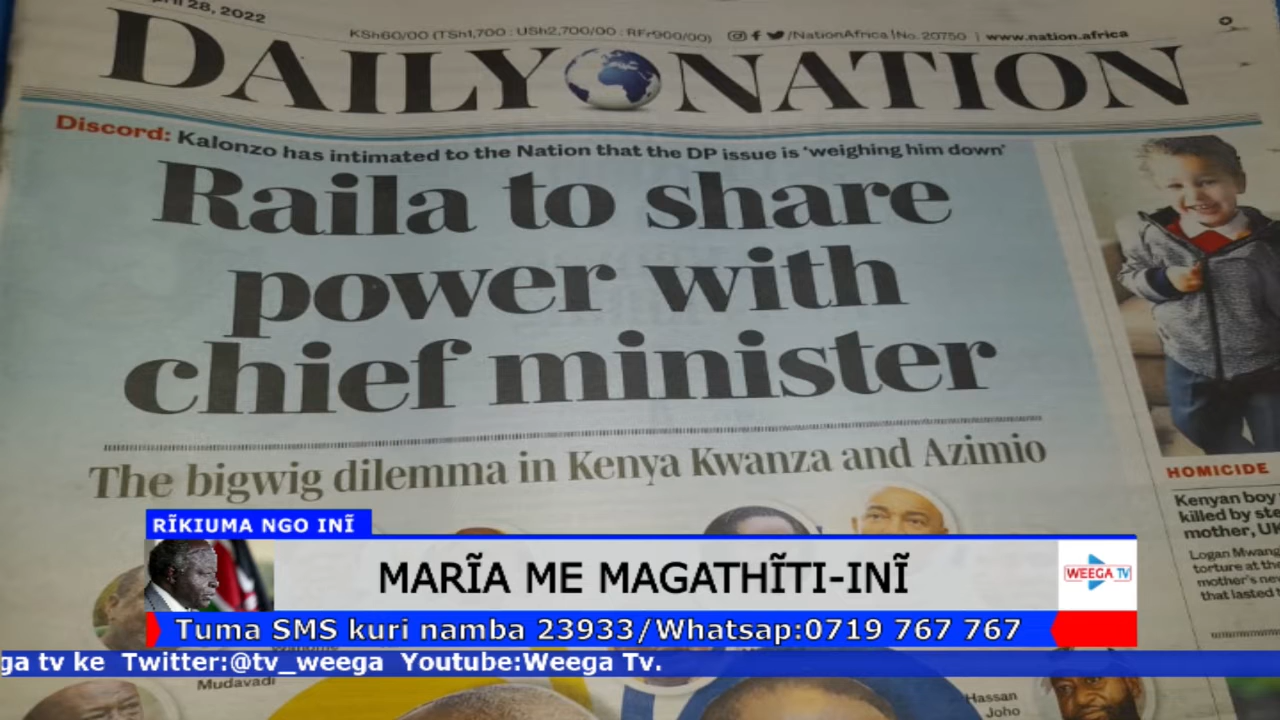 28, 2022
KSh60/00 (TSh1,700 : USh2,700/00 : RFr900/00) /NationAfrica | No. 20750 | www.nation.africa
DAILY NATION
Discord: Kalonzo has intimated to the Nation that the DP issue is 'weighing him down'
Raila to share
power with
chief minister
The bigwig dilemma in Kenya Kwanza and Azimio
HOMICIDE
Kenyan boy
killed by ste
mother, U
Logan Mwang
torture at the
mother's ne
that lasted
RĨKIUMA NGO INĨ
MARĨA ME MAGATHĨTI-INĨ
WEEGA TV
Tuma SMS kuri namba 23933/Whatsapp:0719 767 767
ga tv ke Twitter:@tv_weega Youtube:Weega Tv.
Mudavadi
Hassan
Joho